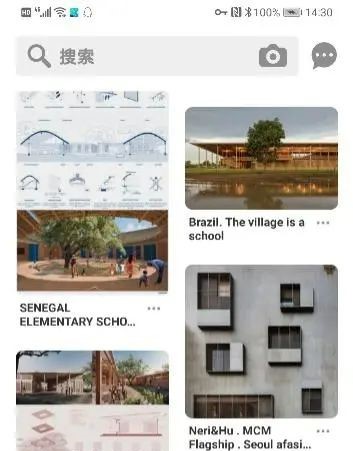 HD 100% 14:30
搜索
Brazil. The village is a
school
SENEGAL
ELEMENTARY SCHO...
Neri&Hu . MCM
Flagship . Seoul afasi...